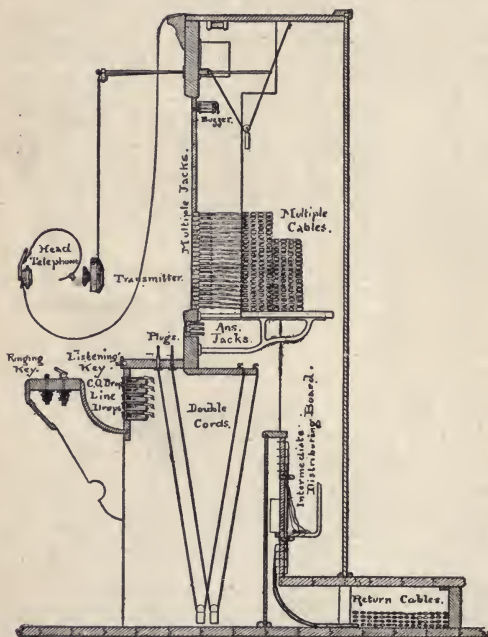 Buzzer.
Multiple Jacks.
Multiple
Cables.
Head
Telephone
Transmitter.
Plugs.
Ans.
Jacks.
Ringing
Key.
Listening
Key.
C.O. Drop
Line
Drops
Double
Cords.
Intermediate
Distributing Board.
Return Cables.